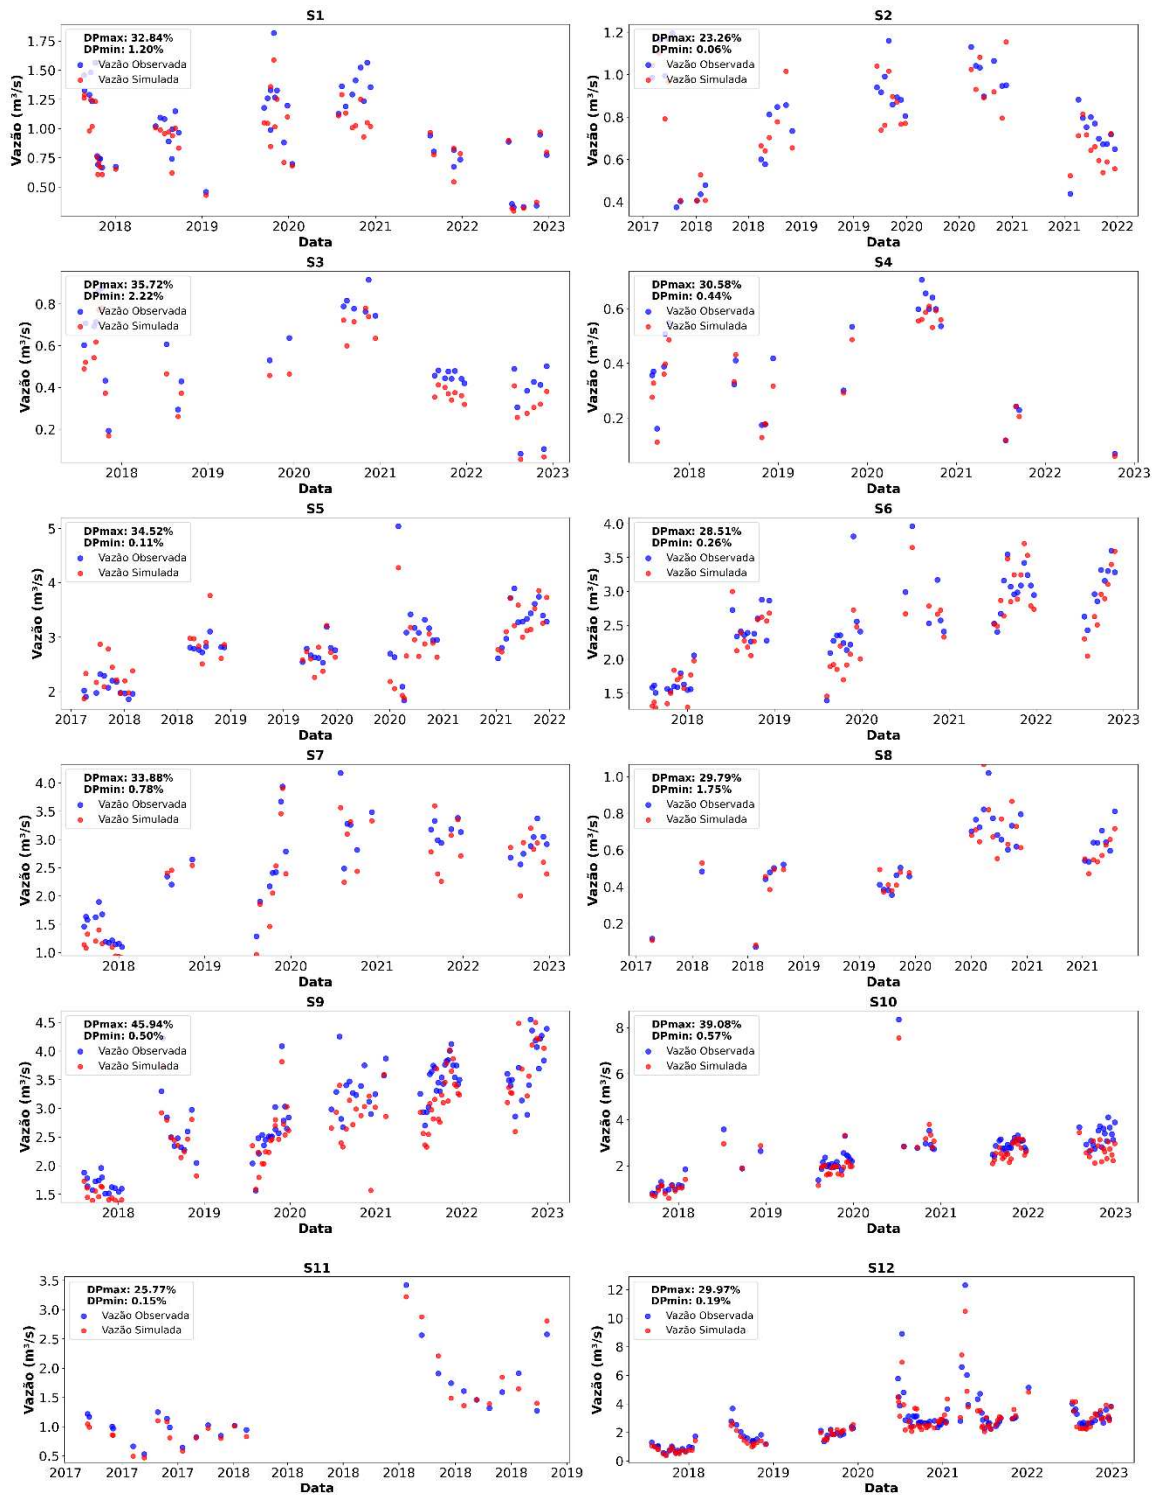 S1
DPmax: 32.84%
DPmin: 1.20%
Vazão Observada
Vazão Simulada
Vazão (m³/s)
1.75
1.50
1.25
1.00
0.75
0.50
2018 2019 2020 2021 2022 2023
Data
S2
DPmax: 23.26%
DPmin: 0.06%
Vazão Observada
Vazão Simulada
Vazão (m³/s)
1.2
1.0
0.8
0.6
0.4
2017 2018 2018 2019 2019 2020 2020 2021 2021 2022
Data
S3
DPmax: 35.72%
DPmin: 2.22%
Vazão Observada
Vazão Simulada
Vazão (m³/s)
0.8
0.6
0.4
0.2
2018 2019 2020 2021 2022 2023
Data
S4
DPmax: 30.58%
DPmin: 0.44%
Vazão Observada
Vazão Simulada
Vazão (m³/s)
0.6
0.4
0.2
2018 2019 2020 2021 2022 2023
Data
S5
DPmax: 34.52%
DPmin: 0.11%
Vazão Observada
Vazão Simulada
Vazão (m³/s)
5
4
3
2
2017 2018 2018 2019 2019 2020 2020 2021 2021 2022
Data
S6
DPmax: 28.51%
DPmin: 0.26%
Vazão Observada
Vazão Simulada
Vazão (m³/s)
4.0
3.5
3.0
2.5
2.0
1.5
2018 2019 2020 2021 2022 2023
Data
S7
DPmax: 33.88%
DPmin: 0.78%
Vazão Observada
Vazão Simulada
Vazão (m³/s)
4.0
3.5
3.0
2.5
2.0
1.5
1.0
2018 2019 2020 2021 2022 2023
Data
S8
DPmax: 29.79%
DPmin: 1.75%
Vazão Observada
Vazão Simulada
Vazão (m³/s)
1.0
0.8
0.6
0.4
0.2
2017 2018 2018 2019 2019 2020 2020 2021 2021
Data
S9
DPmax: 45.94%
DPmin: 0.50%
Vazão Observada
Vazão Simulada
Vazão (m³/s)
4.5
4.0
3.5
3.0
2.5
2.0
1.5
2018 2019 2020 2021 2022 2023
Data
S10
DPmax: 39.08%
DPmin: 0.57%
Vazão Observada
Vazão Simulada
Vazão (m³/s)
8
6
4
2
2018 2019 2020 2021 2022 2023
Data
S11
DPmax: 25.77%
DPmin: 0.15%
Vazão Observada
Vazão Simulada
Vazão (m³/s)
3.5
3.0
2.5
2.0
1.5
1.0
0.5
2017 2017 2017 2018 2018 2018 2018 2018 2018 2019
Data
S12
DPmax: 29.97%
DPmin: 0.19%
Vazão Observada
Vazão Simulada
Vazão (m³/s)
12
10
8
6
4
2
0
2018 2019 2020 2021 2022 2023
Data